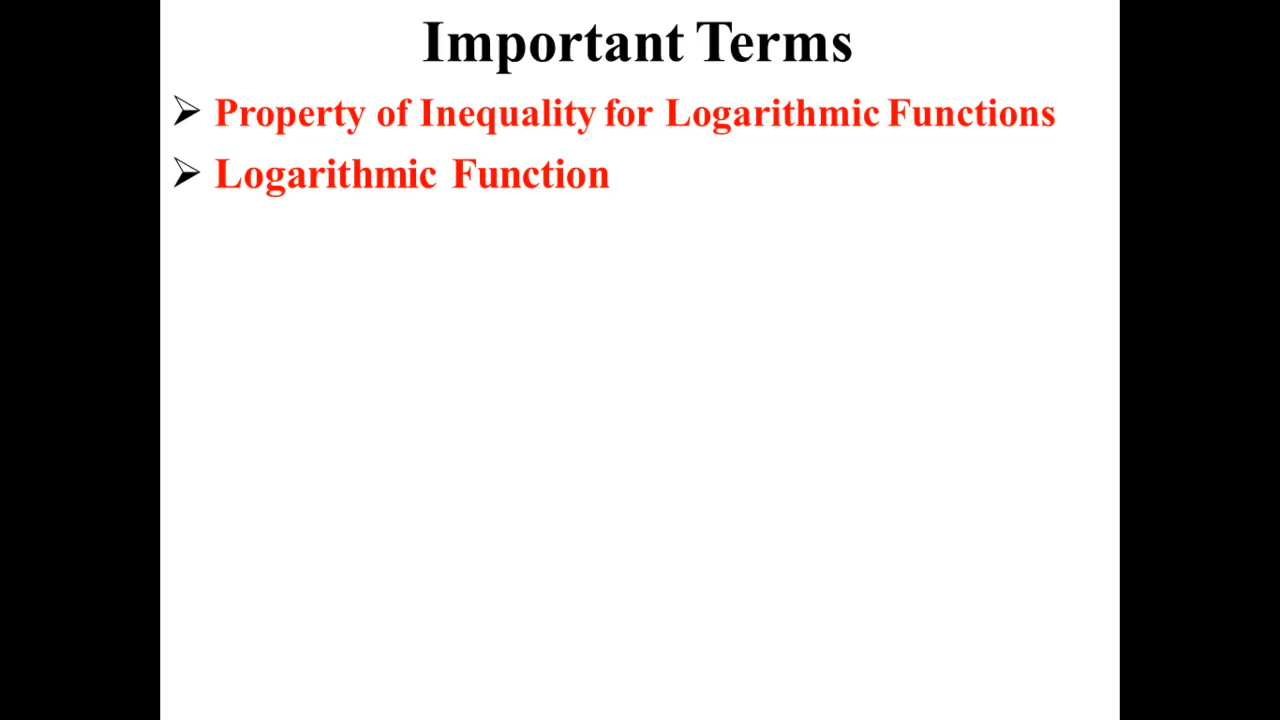 Important Terms
➢ Property of Inequality for Logarithmic Functions
➢ Logarithmic Function